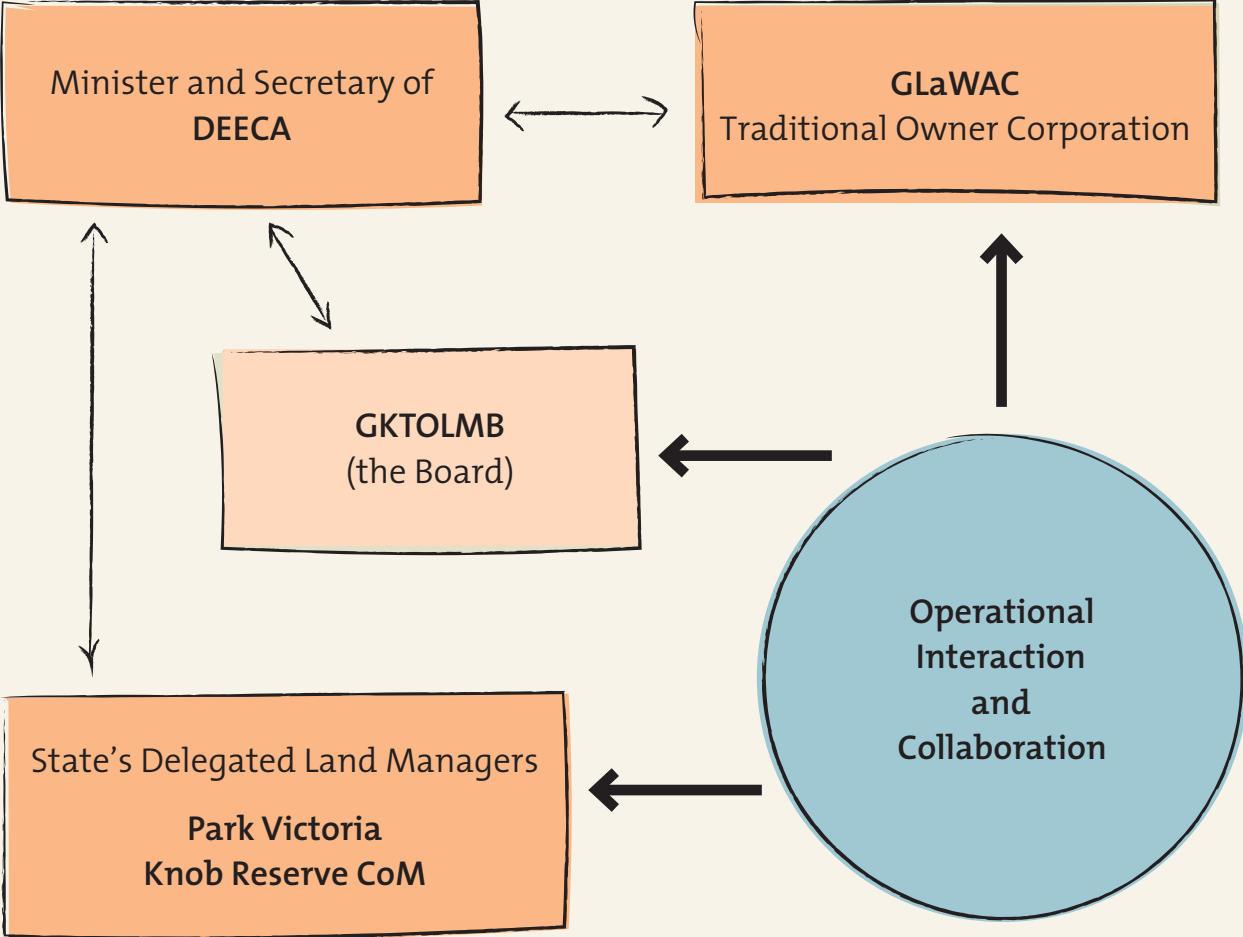 Minister and Secretary of
DEECA
GLaWAC
Traditional Owner Corporation
GKTOLMB
(the Board)
Operational
Interaction
and
Collaboration
State’s Delegated Land Managers
Park Victoria
Knob Reserve CoM